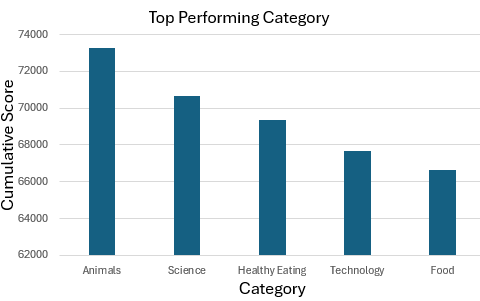 Top Performing Category
74000
72000
70000
68000
66000
64000
62000
Cumulative Score
Animals
Science
Healthy Eating
Technology
Food
Category